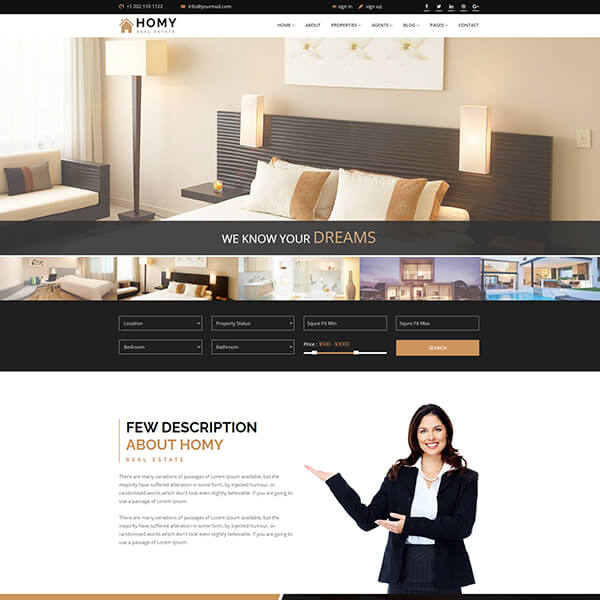 +1 202 110 1122
info@yourmail.com
sign in
sign up
HOMY
REAL ESTATE
HOME
ABOUT
PROPERTIES
AGENTS
BLOG
PAGES
CONTACT
WE KNOW YOUR DREAMS
Location
Property Status
Squre Fit Min
Squre Fit Max
Bedroom
Bathroom
Price : $500 - $3000
SEARCH
FEW DESCRIPTION
ABOUT HOMY
REAL ESTATE
There are many variations of passages of Lorem Ipsum available, but the
majority have suffered alteration in some form, by injected humour, or
randomised words which don't look even slightly believable. If you are going to
use a passage of Lorem Ipsum.
There are many variations of passages of Lorem Ipsum available, but the
majority have suffered alteration in some form, by injected humour, or
randomised words which don't look even slightly believable. If you are going to
use a passage of Lorem Ipsum.